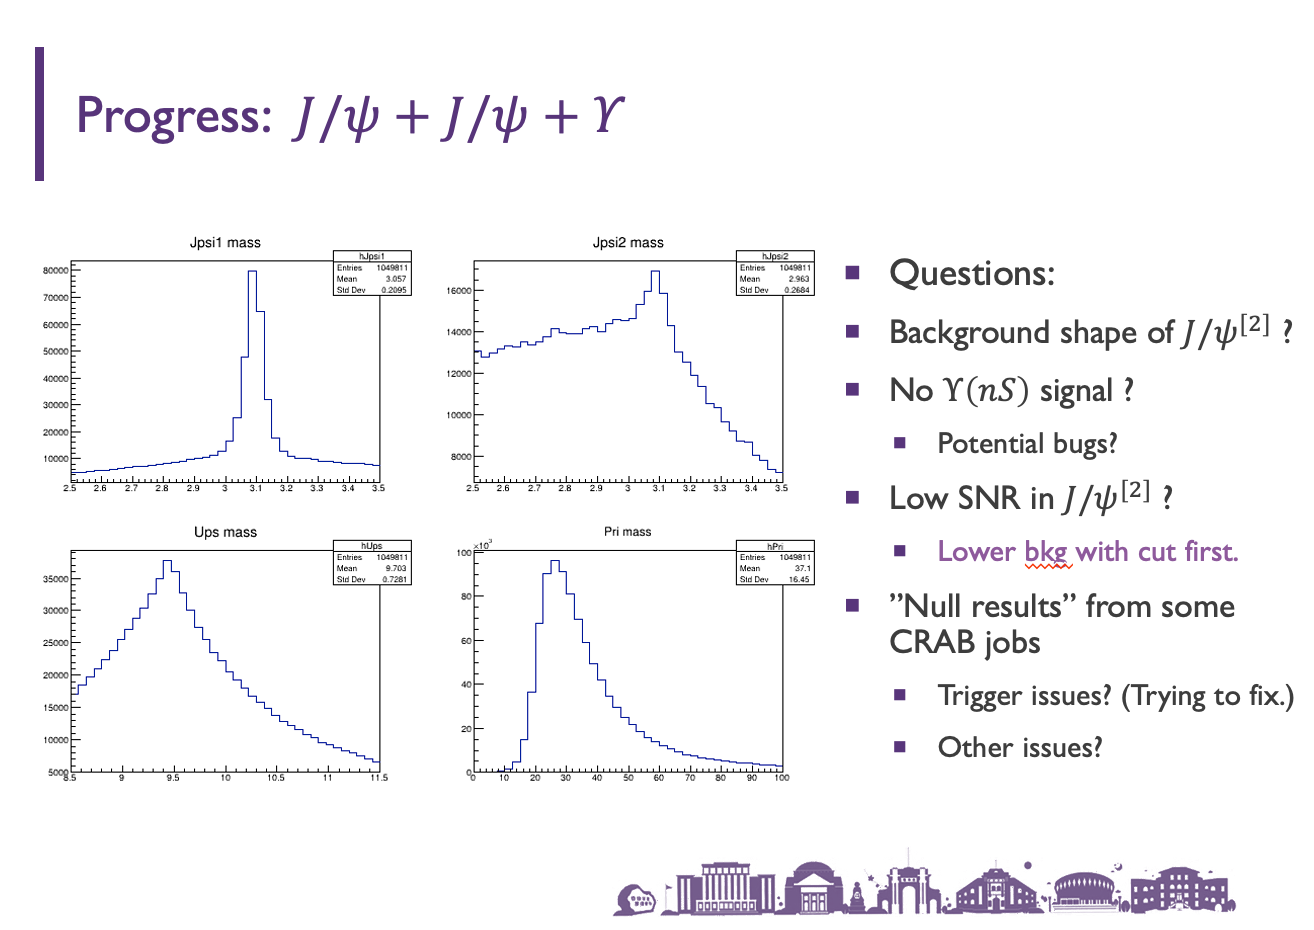 Progress: J/ψ + J/ψ + ϒ
Jpsi1 mass
hJpsi1
Entries 1049811
Mean 3.057
Std Dev 0.2095
80000
70000
60000
50000
40000
30000
20000
10000
2.5 2.6 2.7 2.8 2.9 3 3.1 3.2 3.3 3.4 3.5
Jpsi2 mass
hJpsi2
Entries 1049811
Mean 2.963
Std Dev 0.2684
16000
14000
12000
10000
8000
2.5 2.6 2.7 2.8 2.9 3 3.1 3.2 3.3 3.4 3.5
Ups mass
hUps
Entries 1049811
Mean 9.703
Std Dev 0.7281
35000
30000
25000
20000
15000
10000
5000
8.5 9 9.5 10 10.5 11 11.5
Pri mass
×10³
hPri
Entries 1049811
Mean 37.1
Std Dev 16.45
100
80
60
40
20
0
0 10 20 30 40 50 60 70 80 90 100
Questions:
Background shape of J/ψ^[2] ?
No ϒ(nS) signal ?
Potential bugs?
Low SNR in J/ψ^[2] ?
Lower bkg with cut first.
”Null results” from some
CRAB jobs
Trigger issues? (Trying to fix.)
Other issues?